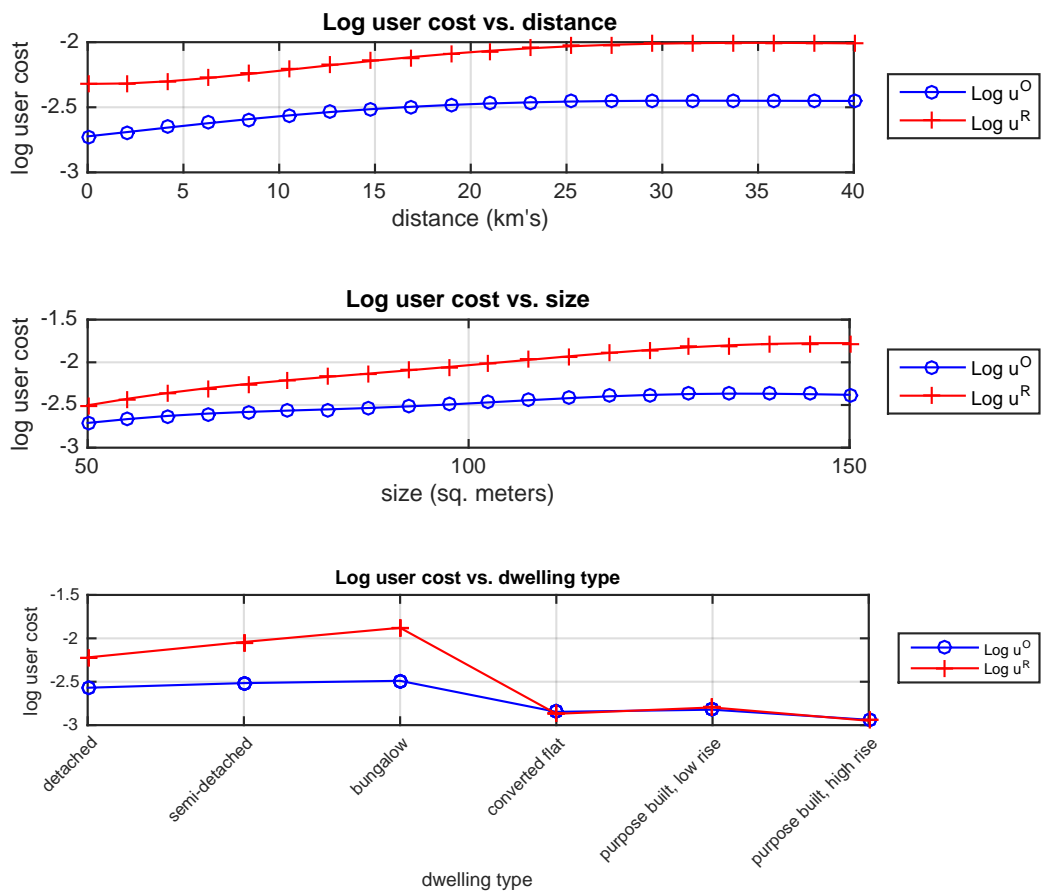 Log user cost vs. distance
log user cost
-2
-2.5
-3
0 5 10 15 20 25 30 35 40
distance (km's)
Log u^O
Log u^R
Log user cost vs. size
log user cost
-1.5
-2
-2.5
-3
50 100 150
size (sq. meters)
Log u^O
Log u^R
Log user cost vs. dwelling type
log user cost
-1.5
-2
-2.5
-3
detached
semi-detached
bungalow
converted flat
purpose built, low rise
purpose built, high rise
dwelling type
Log u^O
Log u^R